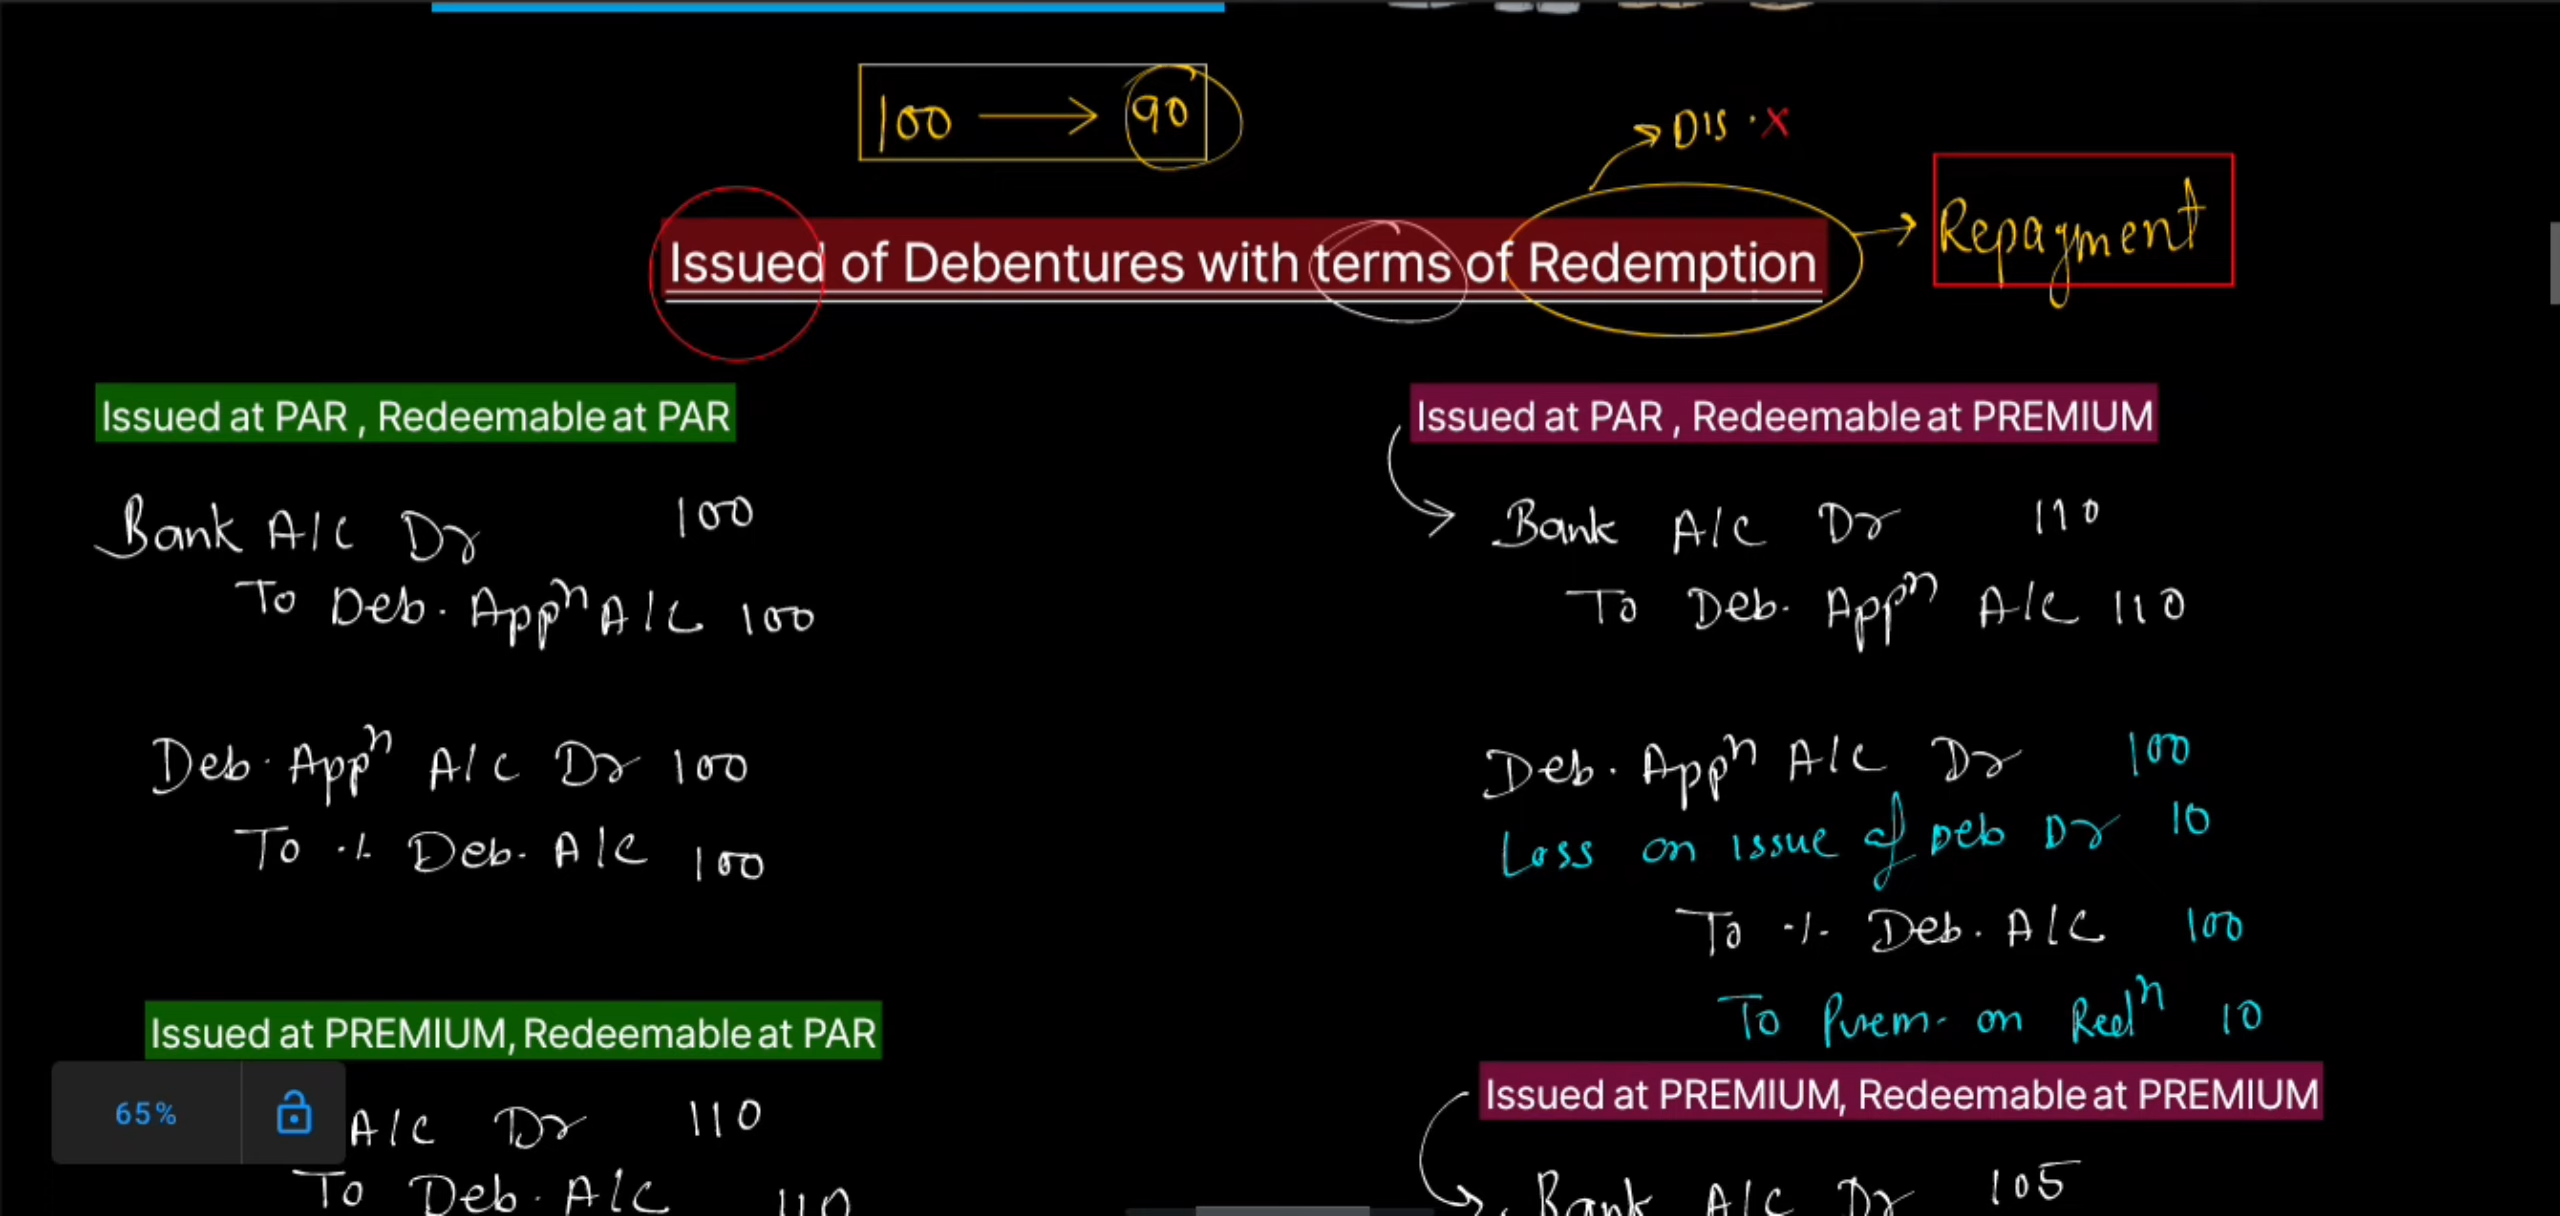 100 → 90
DIS . X
Issued of Debentures with terms of Redemption
Repayment
Issued at PAR , Redeemable at PAR
Bank A/C Dr 100
To Deb. Appⁿ A/C 100
Deb. Appⁿ A/C Dr 100
To % Deb. A/C 100
Issued at PREMIUM, Redeemable at PAR
A/C Dr 110
To Deb. A/C 110
65%
Issued at PAR , Redeemable at PREMIUM
Bank A/C Dr 110
To Deb. Appⁿ A/C 110
Deb. Appⁿ A/C Dr 100
Loss on issue of Deb Dr 10
To % Deb. A/C 100
To Prem. on Redⁿ 10
Issued at PREMIUM, Redeemable at PREMIUM
Bank A/C Dr 105